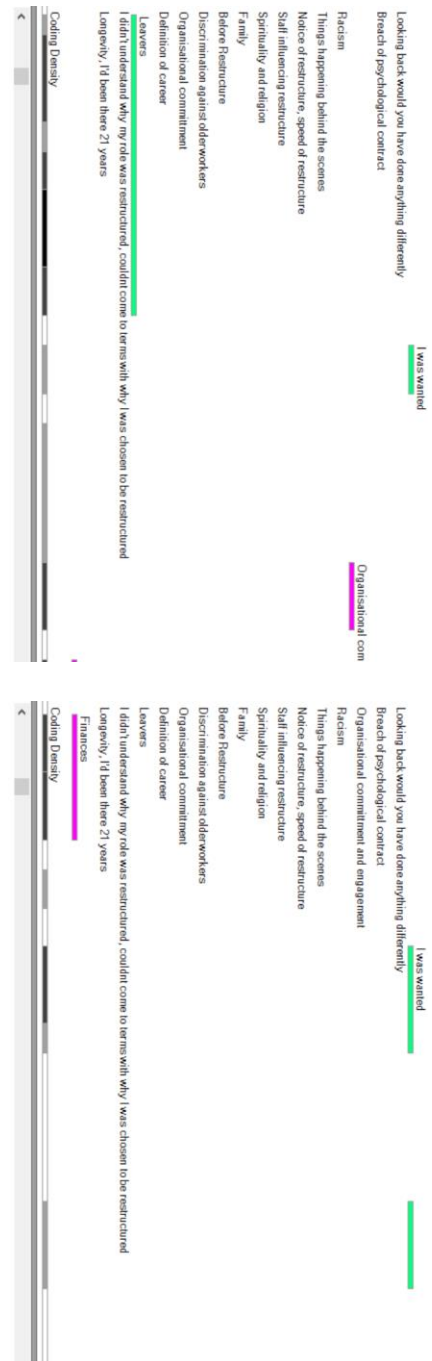 I was wanted
Looking back would you have done anything differently
Breach of psychological contract
Organisational com
Racism
Things happening behind the scenes
Notice of restructure, speed of restructure
Staff influencing restructure
Spirituality and religion
Family
Before Restructure
Discrimination against olderworkers
Organisational committment
Definition of career
Leavers
I didn't understand why my role was restructured, couldnt come to terms with why I was chosen to be restructured
Longevity, I'd been there 21 years
Coding Density
I was wanted
Looking back would you have done anything differently
Breach of psychological contract
Organisational commitment and engagement
Racism
Things happening behind the scenes
Notice of restructure, speed of restructure
Staff influencing restructure
Spirituality and religion
Family
Before Restructure
Discrimination against olderworkers
Organisational committment
Definition of career
Leavers
I didn't understand why my role was restructured, couldnt come to terms with why I was chosen to be restructured
Longevity, I'd been there 21 years
Finances
Coding Density